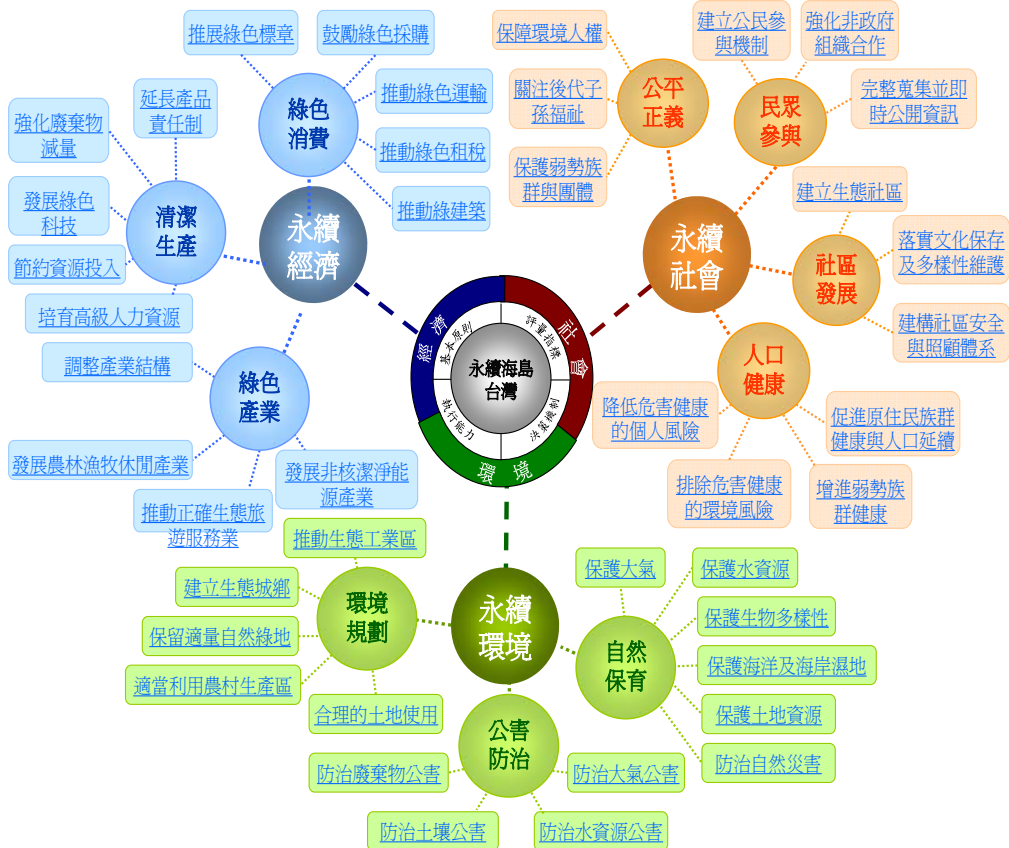 推展綠色標章
鼓勵綠色採購
推動綠色運輸
推動綠色租稅
推動綠建築
綠色
消費
延長產品
責任制
強化廢棄物
減量
發展綠色
科技
節約資源投入
培育高級人力資源
清潔
生產
永續
經濟
調整產業結構
綠色
產業
發展農林漁牧休閒產業
推動正確生態旅
遊服務業
發展非核潔淨能
源產業
保障環境人權
關注後代子
孫福祉
保護弱勢族
群與團體
公平
正義
建立公民參
與機制
強化非政府
組織合作
完整蒐集並即
時公開資訊
民眾
參與
永續
社會
建立生態社區
落實文化保存
及多樣性維護
建構社區安全
與照顧體系
社區
發展
人口
健康
降低危害健康
的個人風險
排除危害健康
的環境風險
增進弱勢族
群健康
促進原住民族群
健康與人口延續
經濟
社會
環境
基本原則
評量指標
執行能力
決策機制
永續海島
台灣
推動生態工業區
建立生態城鄉
保留適量自然綠地
適當利用農村生產區
合理的土地使用
環境
規劃
永續
環境
保護大氣
保護水資源
保護生物多樣性
保護海洋及海岸濕地
保護土地資源
防治自然災害
自然
保育
公害
防治
防治廢棄物公害
防治大氣公害
防治土壤公害
防治水資源公害